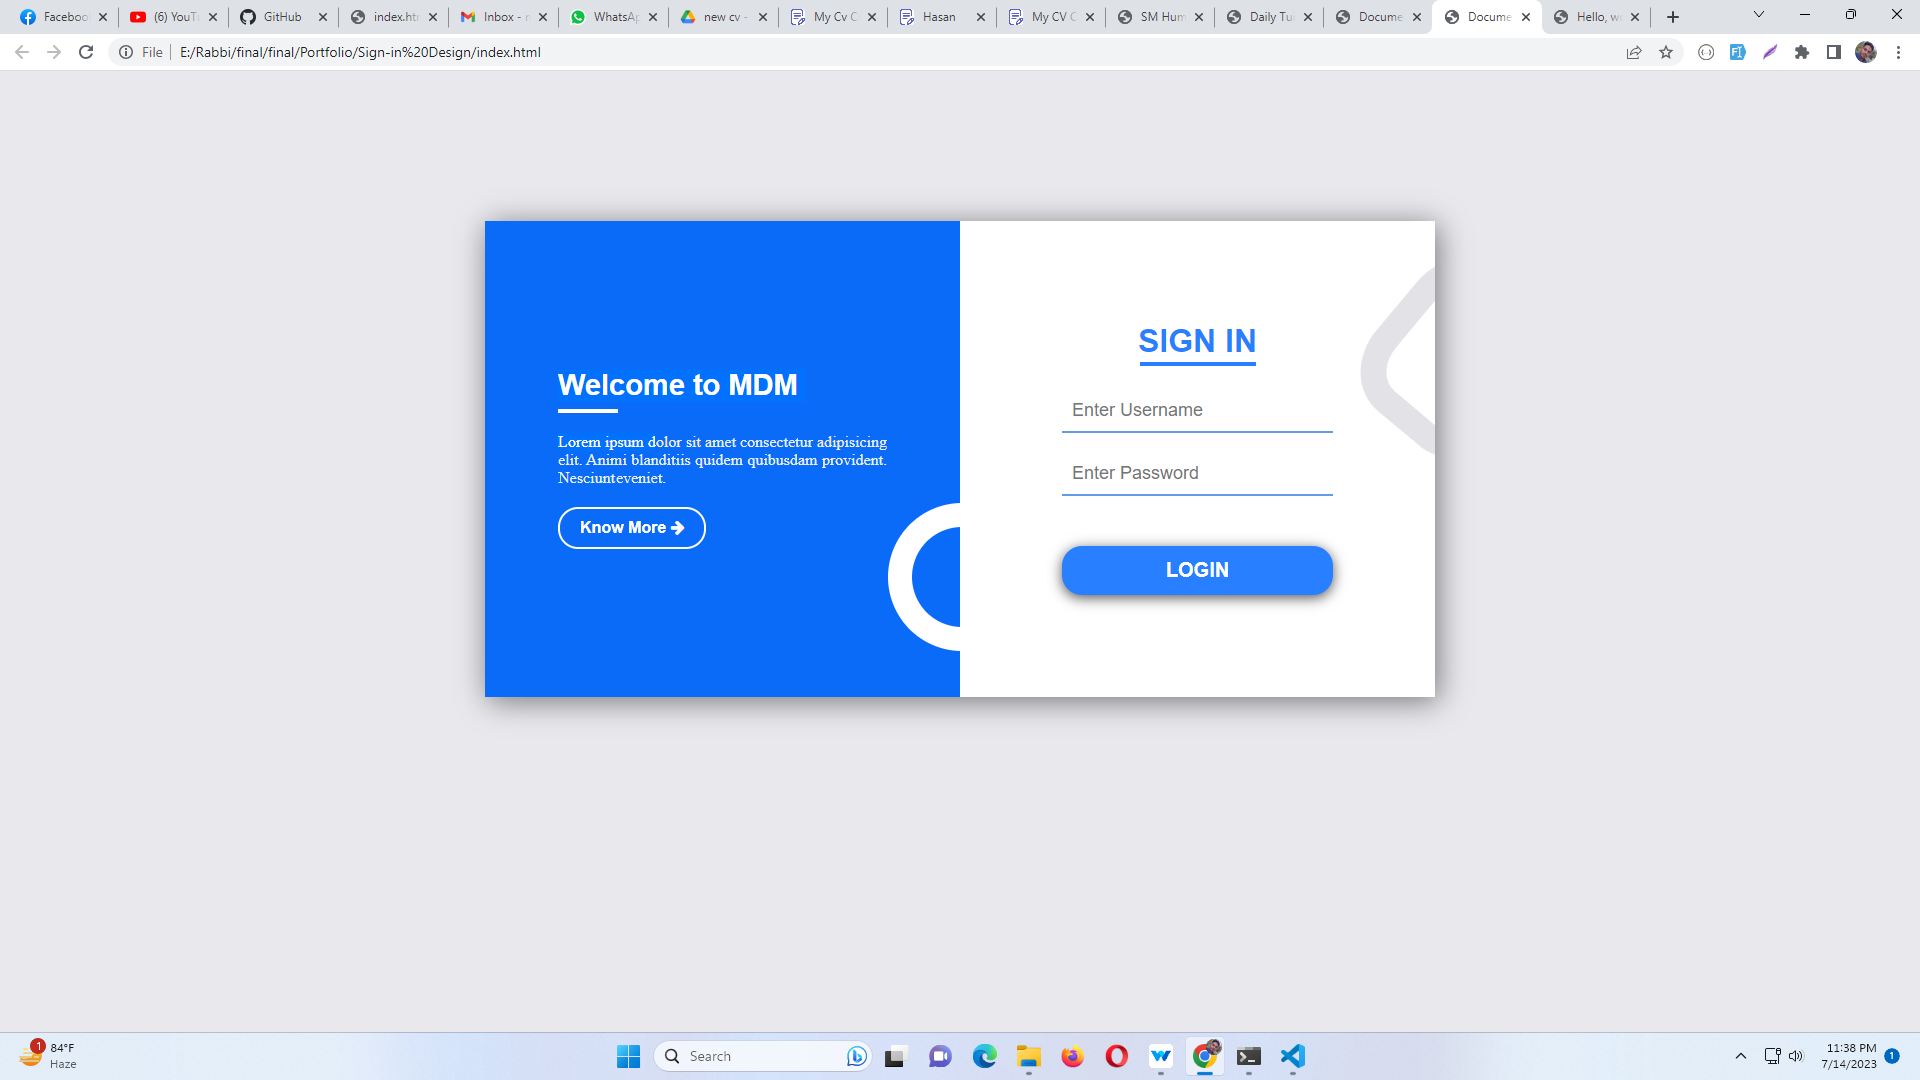 Facebook
(6) YouTu
GitHub
index.htm
Inbox - r
WhatsAp
new cv -
My Cv C
Hasan
My CV C
SM Hum
Daily Tu
Docume
Docume
Hello, w
File
E:/Rabbi/final/final/Portfolio/Sign-in%20Design/index.html
Welcome to MDM
Lorem ipsum dolor sit amet consectetur adipisicing
elit. Animi blanditiis quidem quibusdam provident.
Nesciunteveniet.
Know More
SIGN IN
Enter Username
Enter Password
LOGIN
1
84°F
Haze
Search
11:38 PM
7/14/2023
1